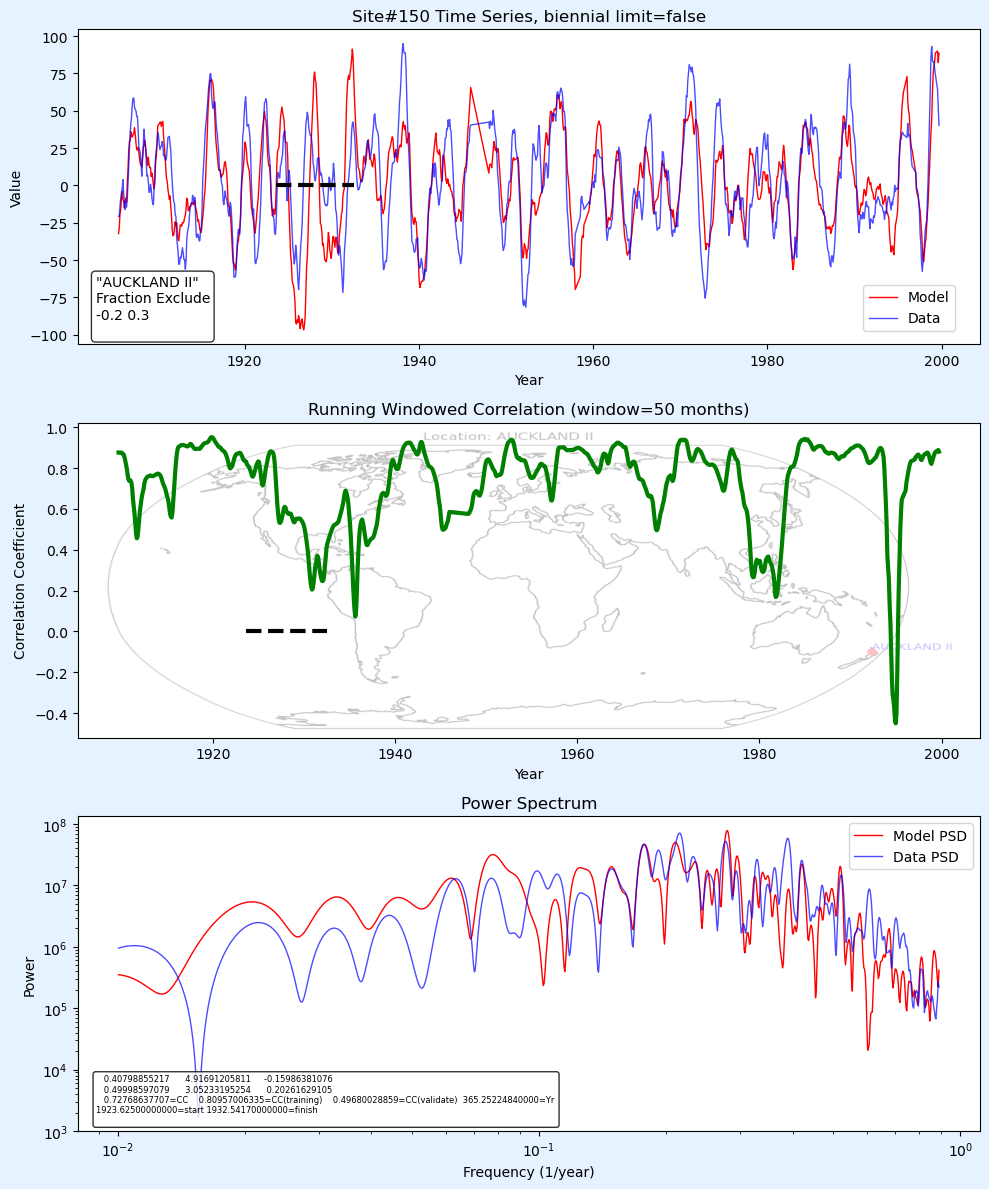 Site#150 Time Series, biennial limit=false
Value
100
75
50
25
0
−25
−50
−75
−100
"AUCKLAND II"
Fraction Exclude
-0.2 0.3
Model
Data
1920
1940
1960
1980
2000
Year
Running Windowed Correlation (window=50 months)
Location: AUCKLAND II
Correlation Coefficient
1.0
0.8
0.6
0.4
0.2
0.0
−0.2
−0.4
AUCKLAND II
1920
1940
1960
1980
2000
Year
Power Spectrum
Power
10⁸
10⁷
10⁶
10⁵
10⁴
10³
Model PSD
Data PSD
0.40798855217 4.91691205811 -0.15986381076
0.49998597079 3.05233195254 0.20261629105
0.72768637707=CC 0.80957006335=CC(training) 0.49680028859=CC(validate) 365.25224840000=Yr
1923.62500000000=start 1932.54170000000=finish
10⁻²
10⁻¹
10⁰
Frequency (1/year)